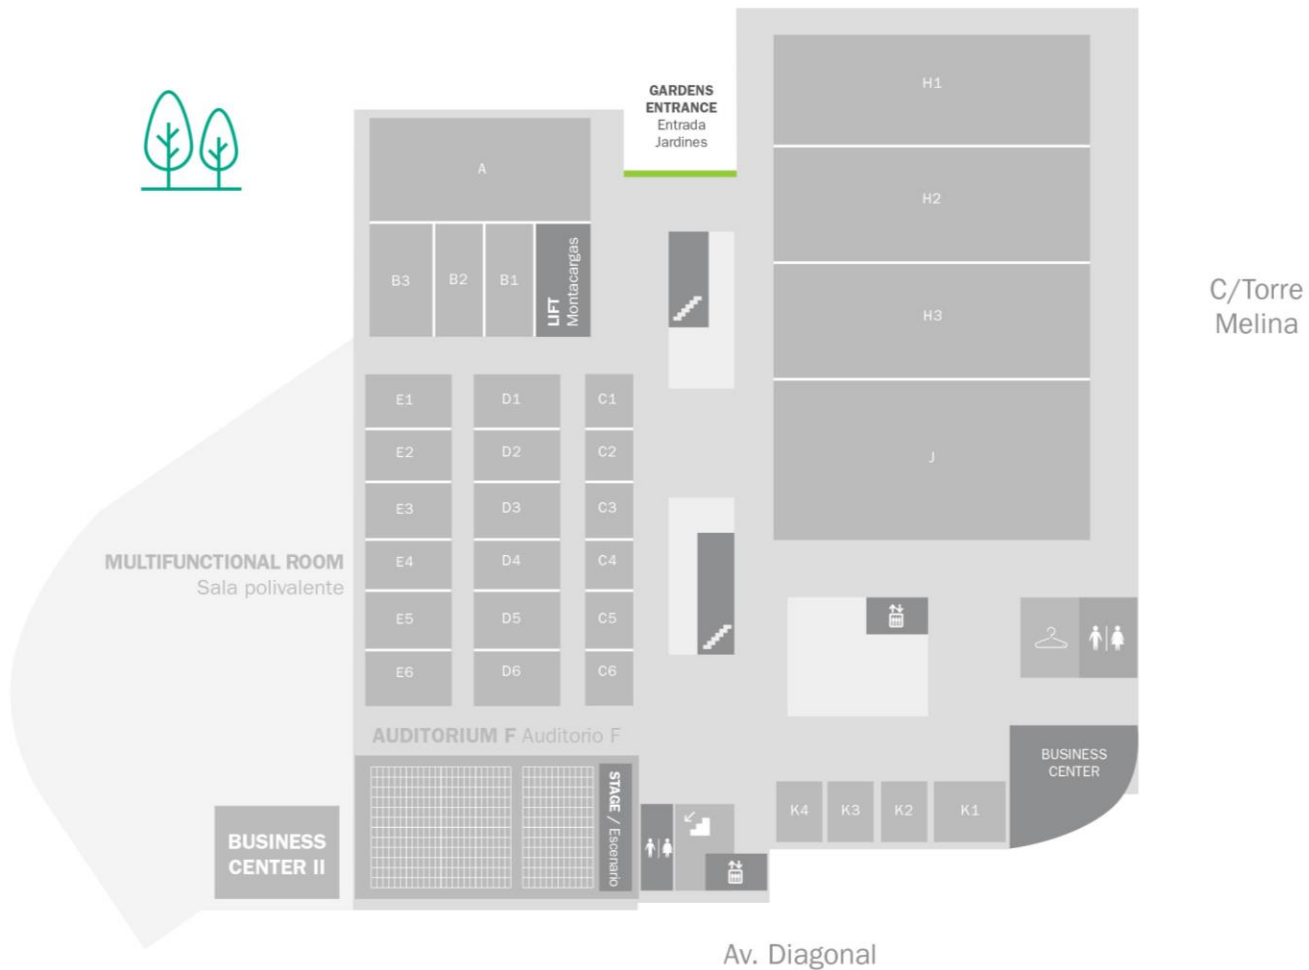 GARDENS
ENTRANCE
Entrada
Jardines
H1
A
H2
B3
B2
B1
LIFT
Montacargas
H3
C/Torre
Melina
E1
D1
C1
E2
D2
C2
J
E3
D3
C3
MULTIFUNCTIONAL ROOM
Sala polivalente
E4
D4
C4
E5
D5
C5
E6
D6
C6
AUDITORIUM F Auditorio F
STAGE / Escenario
BUSINESS
CENTER
K4
K3
K2
K1
BUSINESS
CENTER II
Av. Diagonal